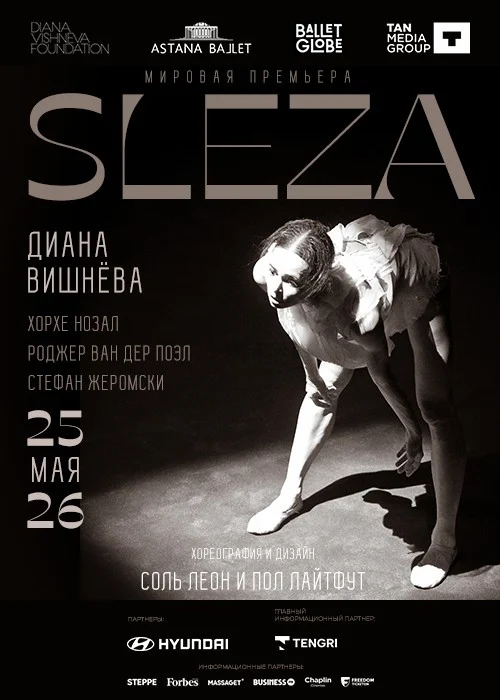 DIANA
VISHNEVA
FOUNDATION
ASTANA BALLET
BALLET
GLOBE
TAN
MEDIA
GROUP
T
МИРОВАЯ ПРЕМЬЕРА
SLEZA
ДИАНА
ВИШНЁВА
ХОРХЕ НОЗАЛ
РОДЖЕР ВАН ДЕР ПОЭЛ
СТЕФАН ЖЕРОМСКИ
25
МАЯ
26
ХОРЕОГРАФИЯ И ДИЗАЙН
СОЛЬ ЛЕОН И ПОЛ ЛАЙТФУТ
ПАРТНЕРЫ:
ГЛАВНЫЙ
ИНФОРМАЦИОННЫЙ ПАРТНЕР:
HYUNDAI
TENGRI
ИНФОРМАЦИОННЫЕ ПАРТНЕРЫ:
STEPPE Forbes MASSAGET BUSINESS Chaplin Cinemas FREEDOM TICKETON